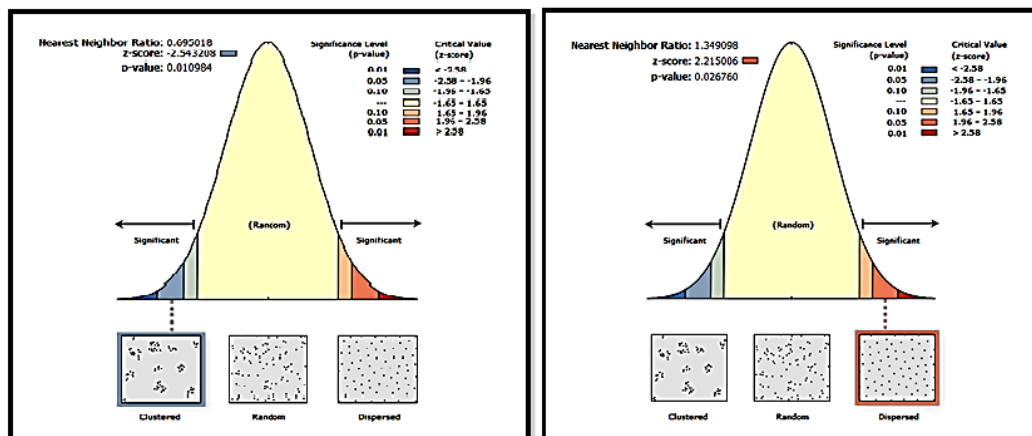 Nearest Neighbor Ratio: 0.695018
z-score: -2.543208
p-value: 0.010984
Significance Level
(p-value)
Critical Value
(z-score)
0.01 < -2.58
0.05 -2.58 – -1.96
0.10 -1.96 – -1.65
--- -1.65 – 1.65
0.10 1.65 – 1.96
0.05 1.96 – 2.58
0.01 > 2.58
(Random)
Significant
Significant
Clustered
Random
Dispersed
Nearest Neighbor Ratio: 1.349098
z-score: 2.215006
p-value: 0.026760
Significance Level
(p-value)
Critical Value
(z-score)
0.01 < -2.58
0.05 -2.58 – -1.96
0.10 -1.96 – -1.65
--- -1.65 – 1.65
0.10 1.65 – 1.96
0.05 1.96 – 2.58
0.01 > 2.58
(Random)
Significant
Significant
Clustered
Random
Dispersed